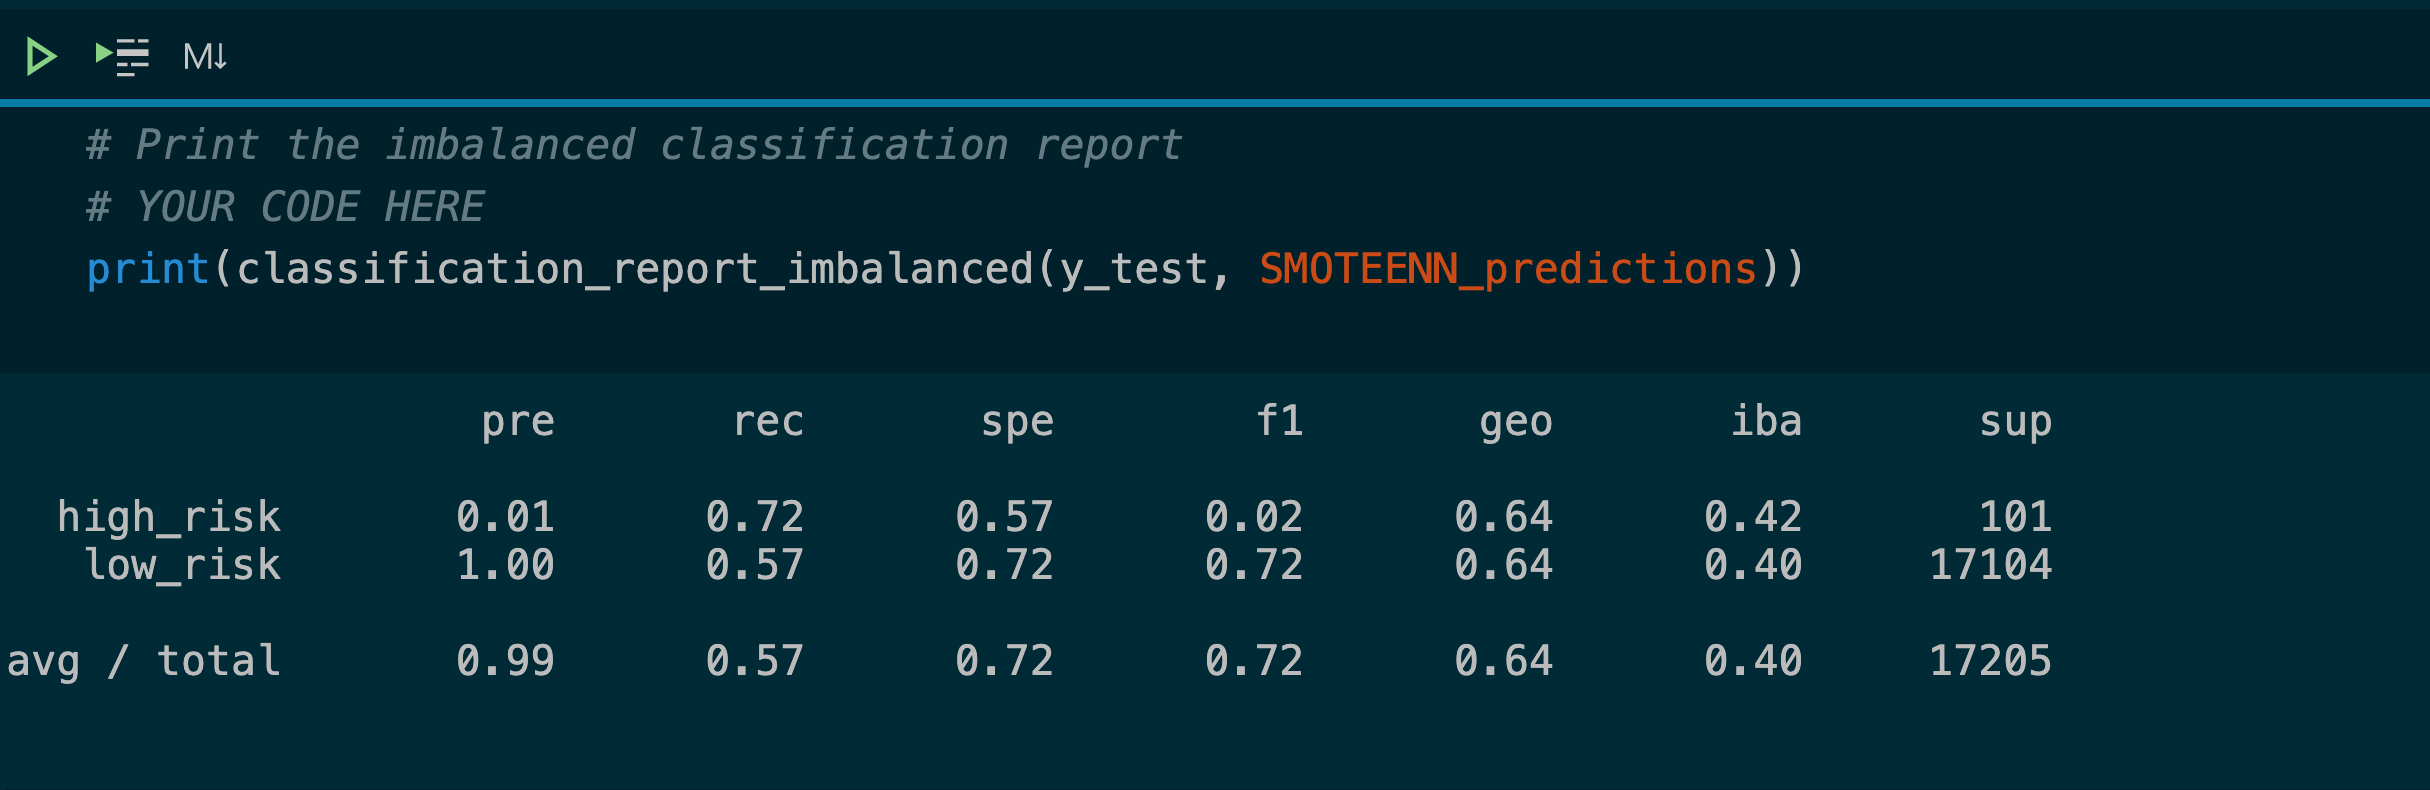 M↓
# Print the imbalanced classification report
# YOUR CODE HERE
print(classification_report_imbalanced(y_test, SMOTEENN_predictions))
pre rec spe f1 geo iba sup
high_risk 0.01 0.72 0.57 0.02 0.64 0.42 101
low_risk 1.00 0.57 0.72 0.72 0.64 0.40 17104
avg / total 0.99 0.57 0.72 0.72 0.64 0.40 17205